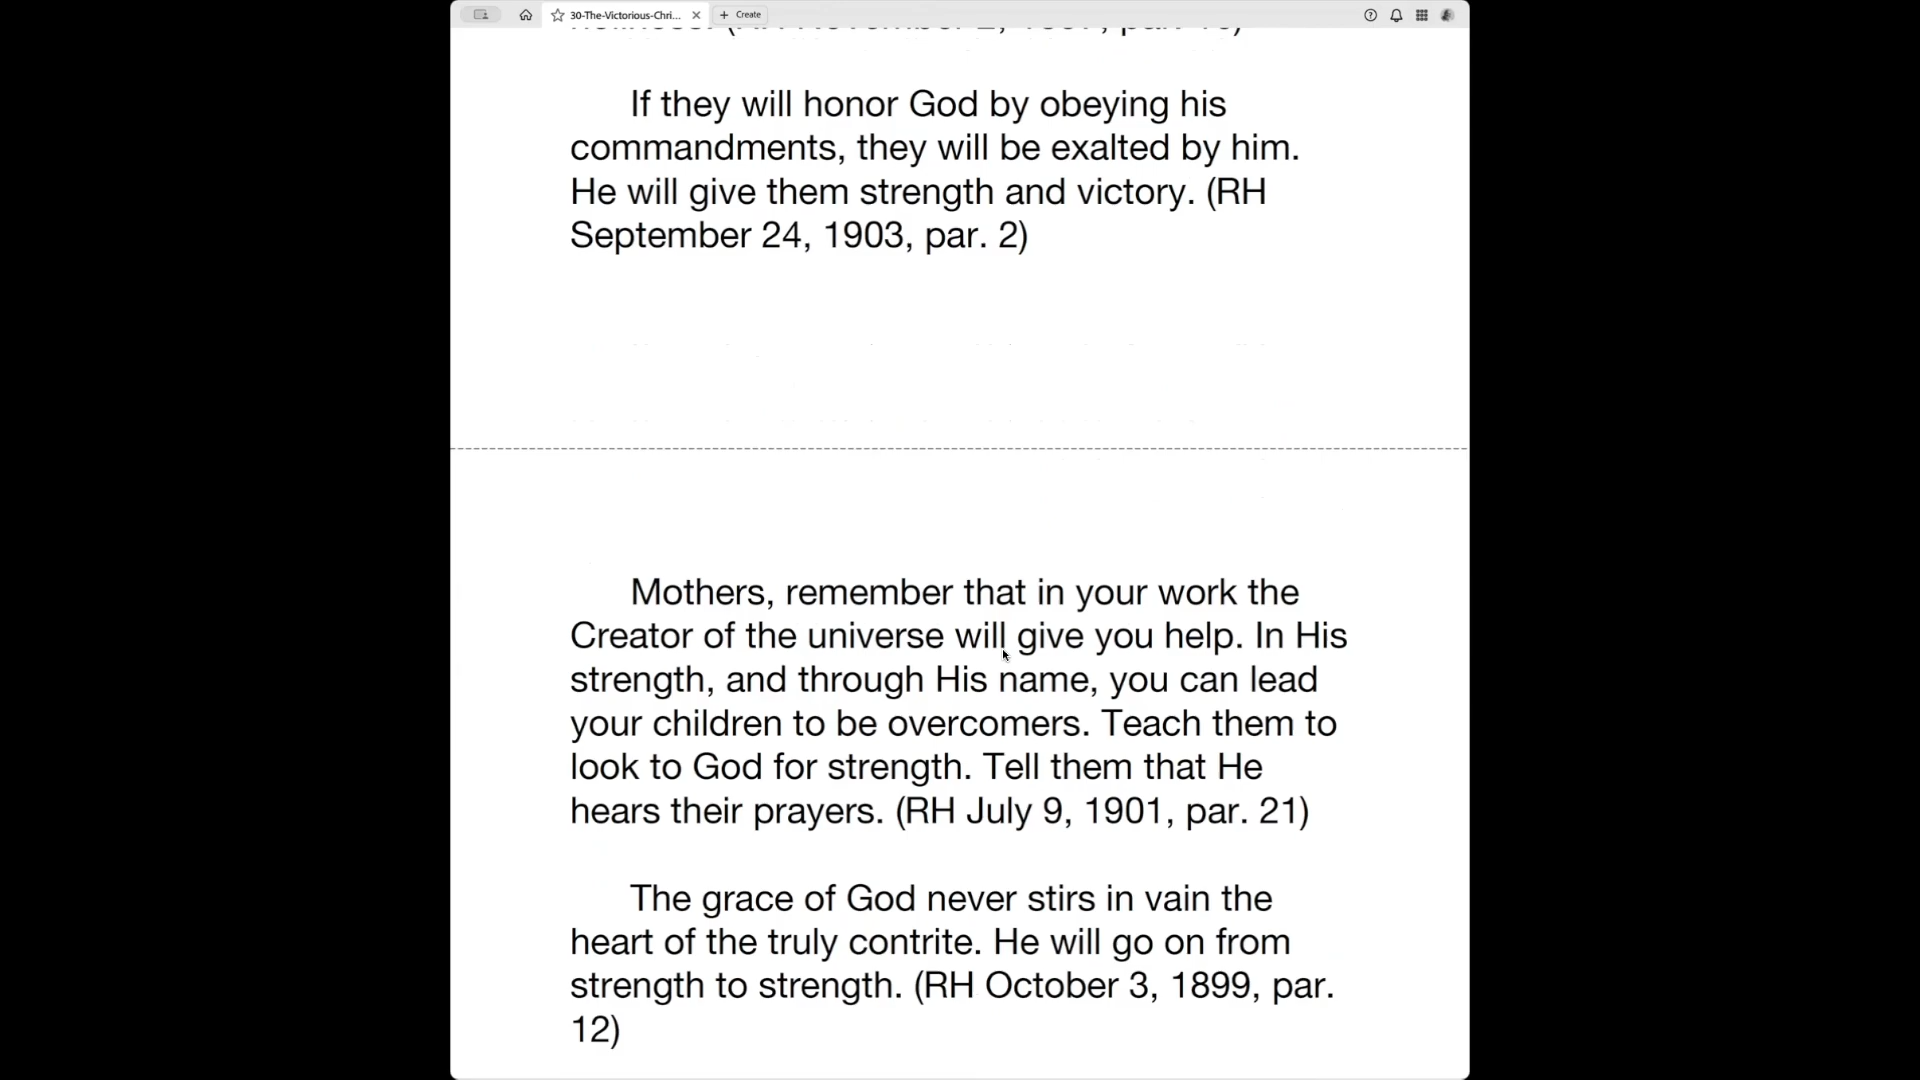 30-The-Victorious-Chri...
Create
If they will honor God by obeying his
commandments, they will be exalted by him.
He will give them strength and victory. (RH
September 24, 1903, par. 2)
Mothers, remember that in your work the
Creator of the universe will give you help. In His
strength, and through His name, you can lead
your children to be overcomers. Teach them to
look to God for strength. Tell them that He
hears their prayers. (RH July 9, 1901, par. 21)
The grace of God never stirs in vain the
heart of the truly contrite. He will go on from
strength to strength. (RH October 3, 1899, par.
12)